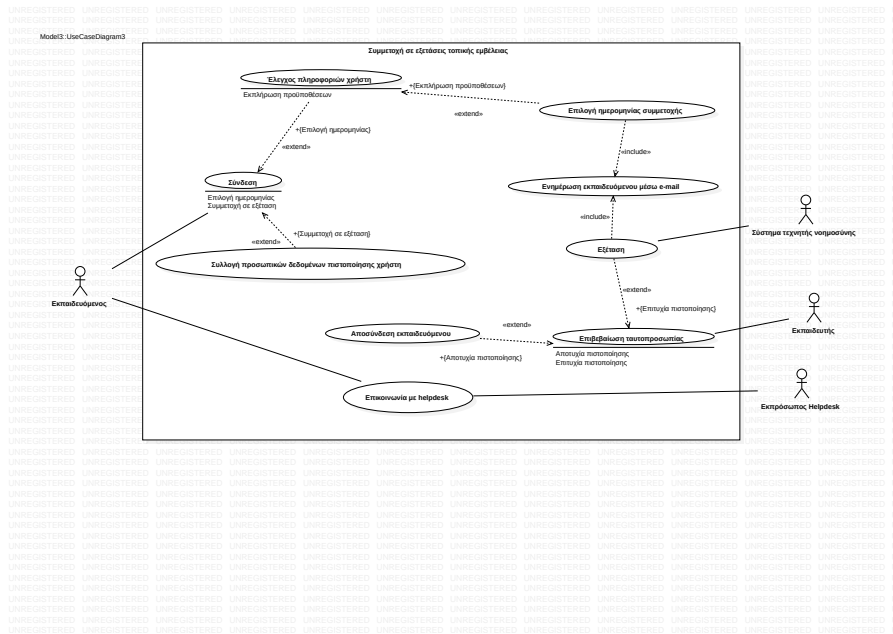 Model3::UseCaseDiagram3
Συμμετοχή σε εξετάσεις τοπικής εμβέλειας
Έλεγχος πληροφοριών χρήστη
Εκπλήρωση προϋποθέσεων
+{Εκπλήρωση προϋποθέσεων}
«extend»
Επιλογή ημερομηνίας συμμετοχής
+{Επιλογή ημερομηνίας}
«extend»
«include»
Σύνδεση
Επιλογή ημερομηνίας
Συμμετοχή σε εξέταση
Ενημέρωση εκπαιδευόμενου μέσω e-mail
«include»
+{Συμμετοχή σε εξέταση}
«extend»
Εξέταση
Σύστημα τεχνητής νοημοσύνης
Συλλογή προσωπικών δεδομένων πιστοποίησης χρήστη
Εκπαιδευόμενος
«extend»
+{Επιτυχία πιστοποίησης}
Αποσύνδεση εκπαιδευόμενου
«extend»
+{Αποτυχία πιστοποίησης}
Επιβεβαίωση ταυτοπροσωπίας
Αποτυχία πιστοποίησης
Επιτυχία πιστοποίησης
Εκπαιδευτής
Επικοινωνία με helpdesk
Εκπρόσωπος Helpdesk
UNREGISTERED